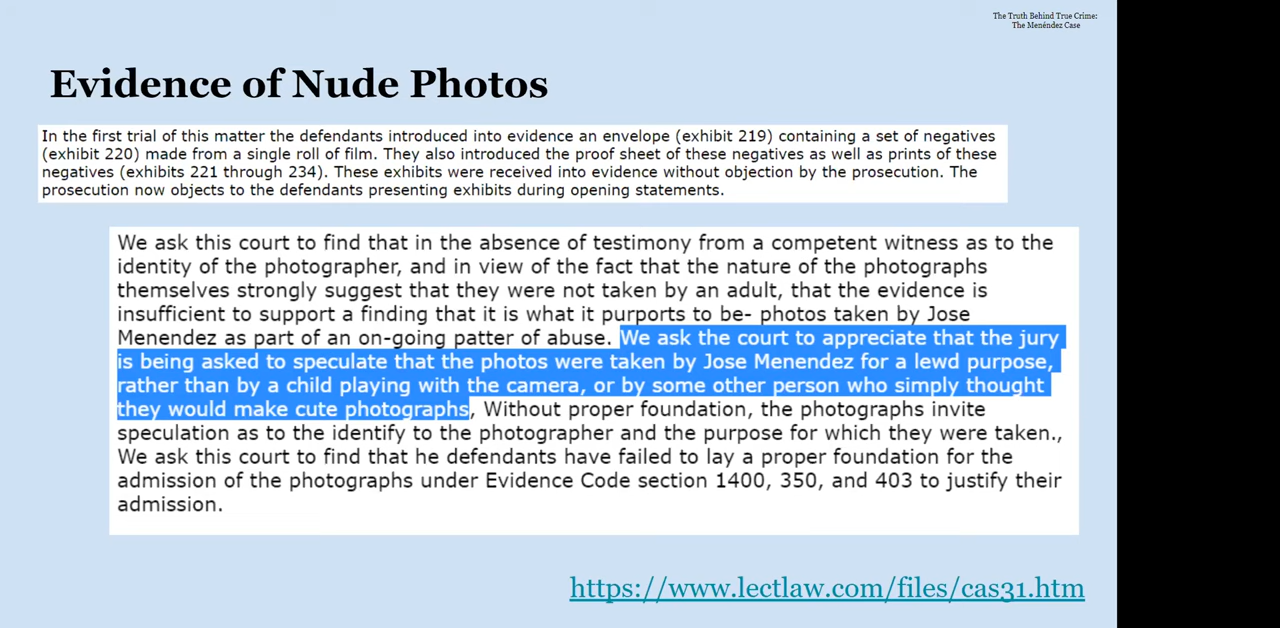 The Truth Behind True Crime:
The Menéndez Case
Evidence of Nude Photos
In the first trial of this matter the defendants introduced into evidence an envelope (exhibit 219) containing a set of negatives
(exhibit 220) made from a single roll of film. They also introduced the proof sheet of these negatives as well as prints of these
negatives (exhibits 221 through 234). These exhibits were received into evidence without objection by the prosecution. The
prosecution now objects to the defendants presenting exhibits during opening statements.
We ask this court to find that in the absence of testimony from a competent witness as to the
identity of the photographer, and in view of the fact that the nature of the photographs
themselves strongly suggest that they were not taken by an adult, that the evidence is
insufficient to support a finding that it is what it purports to be- photos taken by Jose
Menendez as part of an on-going patter of abuse. We ask the court to appreciate that the jury
is being asked to speculate that the photos were taken by Jose Menendez for a lewd purpose,
rather than by a child playing with the camera, or by some other person who simply thought
they would make cute photographs, Without proper foundation, the photographs invite
speculation as to the identify to the photographer and the purpose for which they were taken.,
We ask this court to find that he defendants have failed to lay a proper foundation for the
admission of the photographs under Evidence Code section 1400, 350, and 403 to justify their
admission.
https://www.lectlaw.com/files/cas31.htm